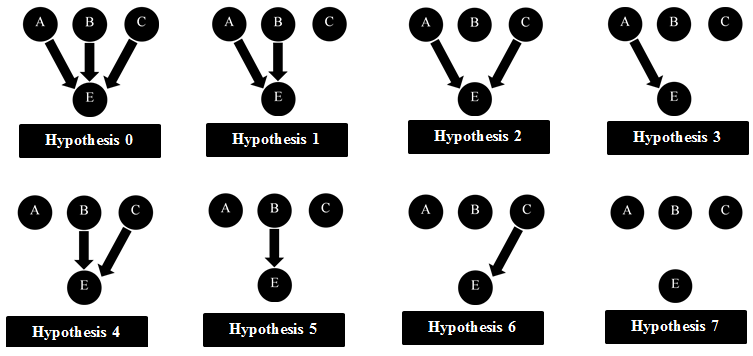 A B C
E
Hypothesis 0
A B C
E
Hypothesis 1
A B C
E
Hypothesis 2
A B C
E
Hypothesis 3
A B C
E
Hypothesis 4
A B C
E
Hypothesis 5
A B C
E
Hypothesis 6
A B C
E
Hypothesis 7